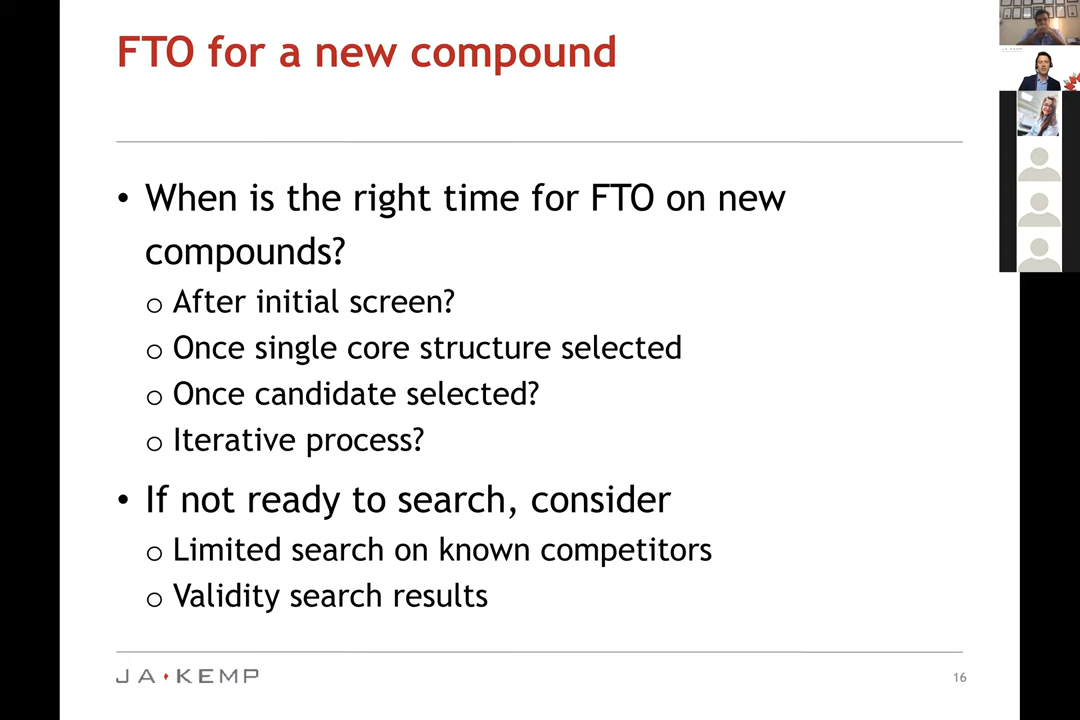 FTO for a new compound
• When is the right time for FTO on new
compounds?
o After initial screen?
o Once single core structure selected
o Once candidate selected?
o Iterative process?
• If not ready to search, consider
o Limited search on known competitors
o Validity search results
JA KEMP
16